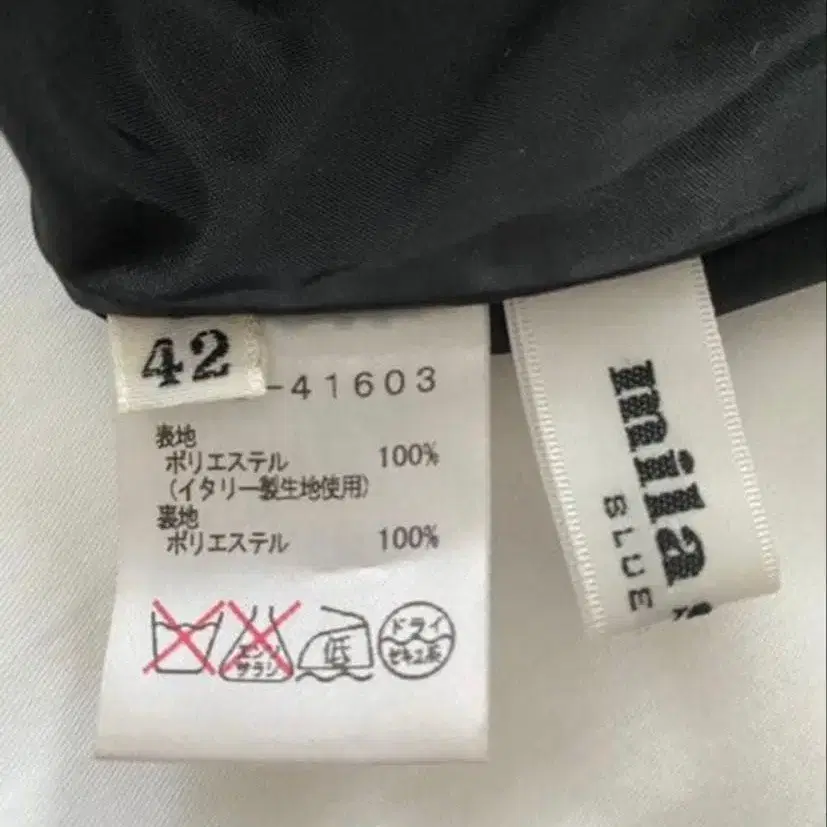 42
-41603
表地
ポリエステル 100%
(イタリー製生地使用)
裏地
ポリエステル 100%
エンソ
サラシ
低
ドライ
セキユ系
mila
BLUE